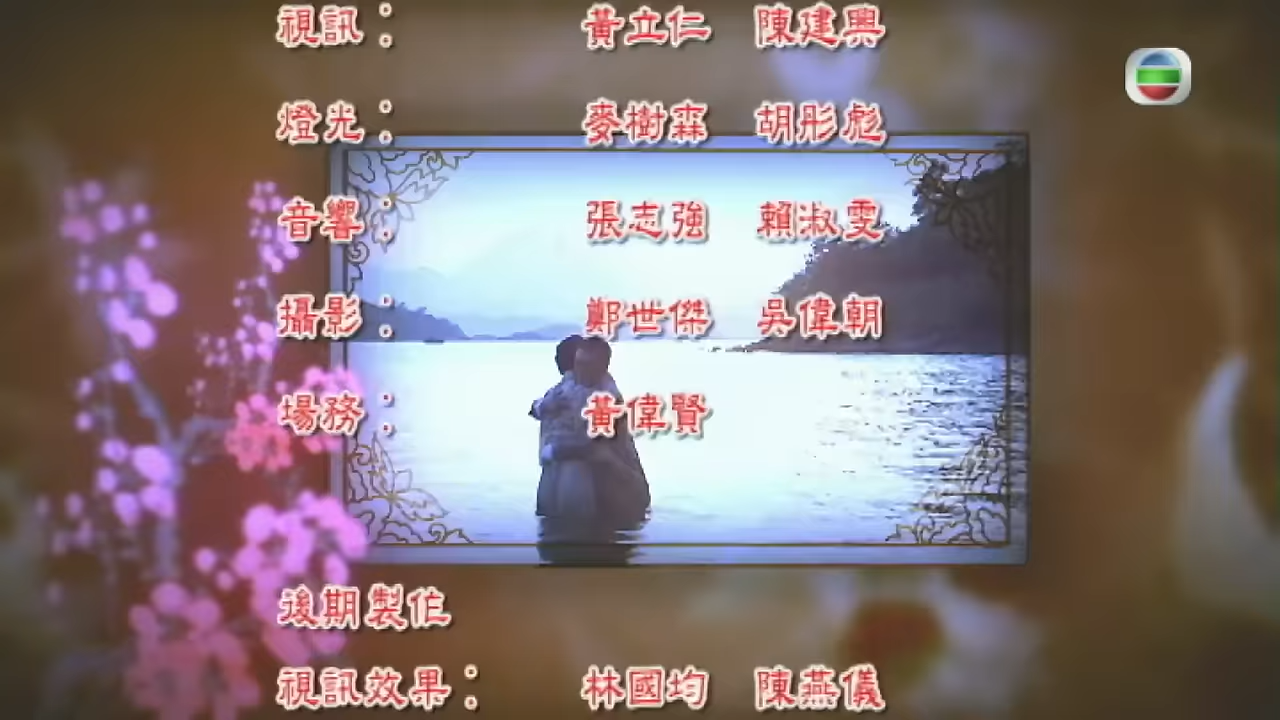 視訊： 黃立仁 陳建興
燈光： 麥樹森 胡彤彪
音響： 張志強 賴淑雯
攝影： 鄭世傑 吳偉朝
場務： 黃偉賢
後期製作
視訊效果： 林國均 陳燕儀